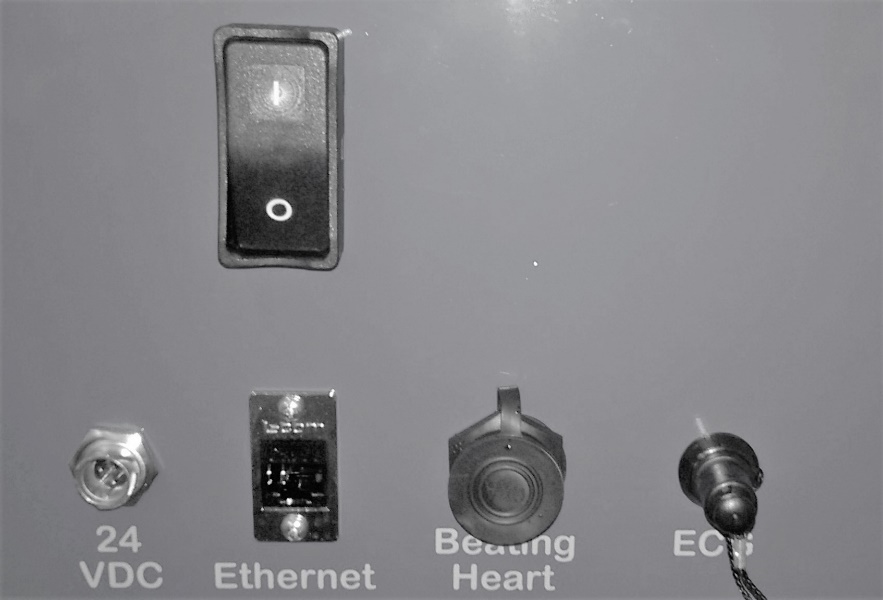 24
VDC
Ethernet
Beating
Heart
ECG